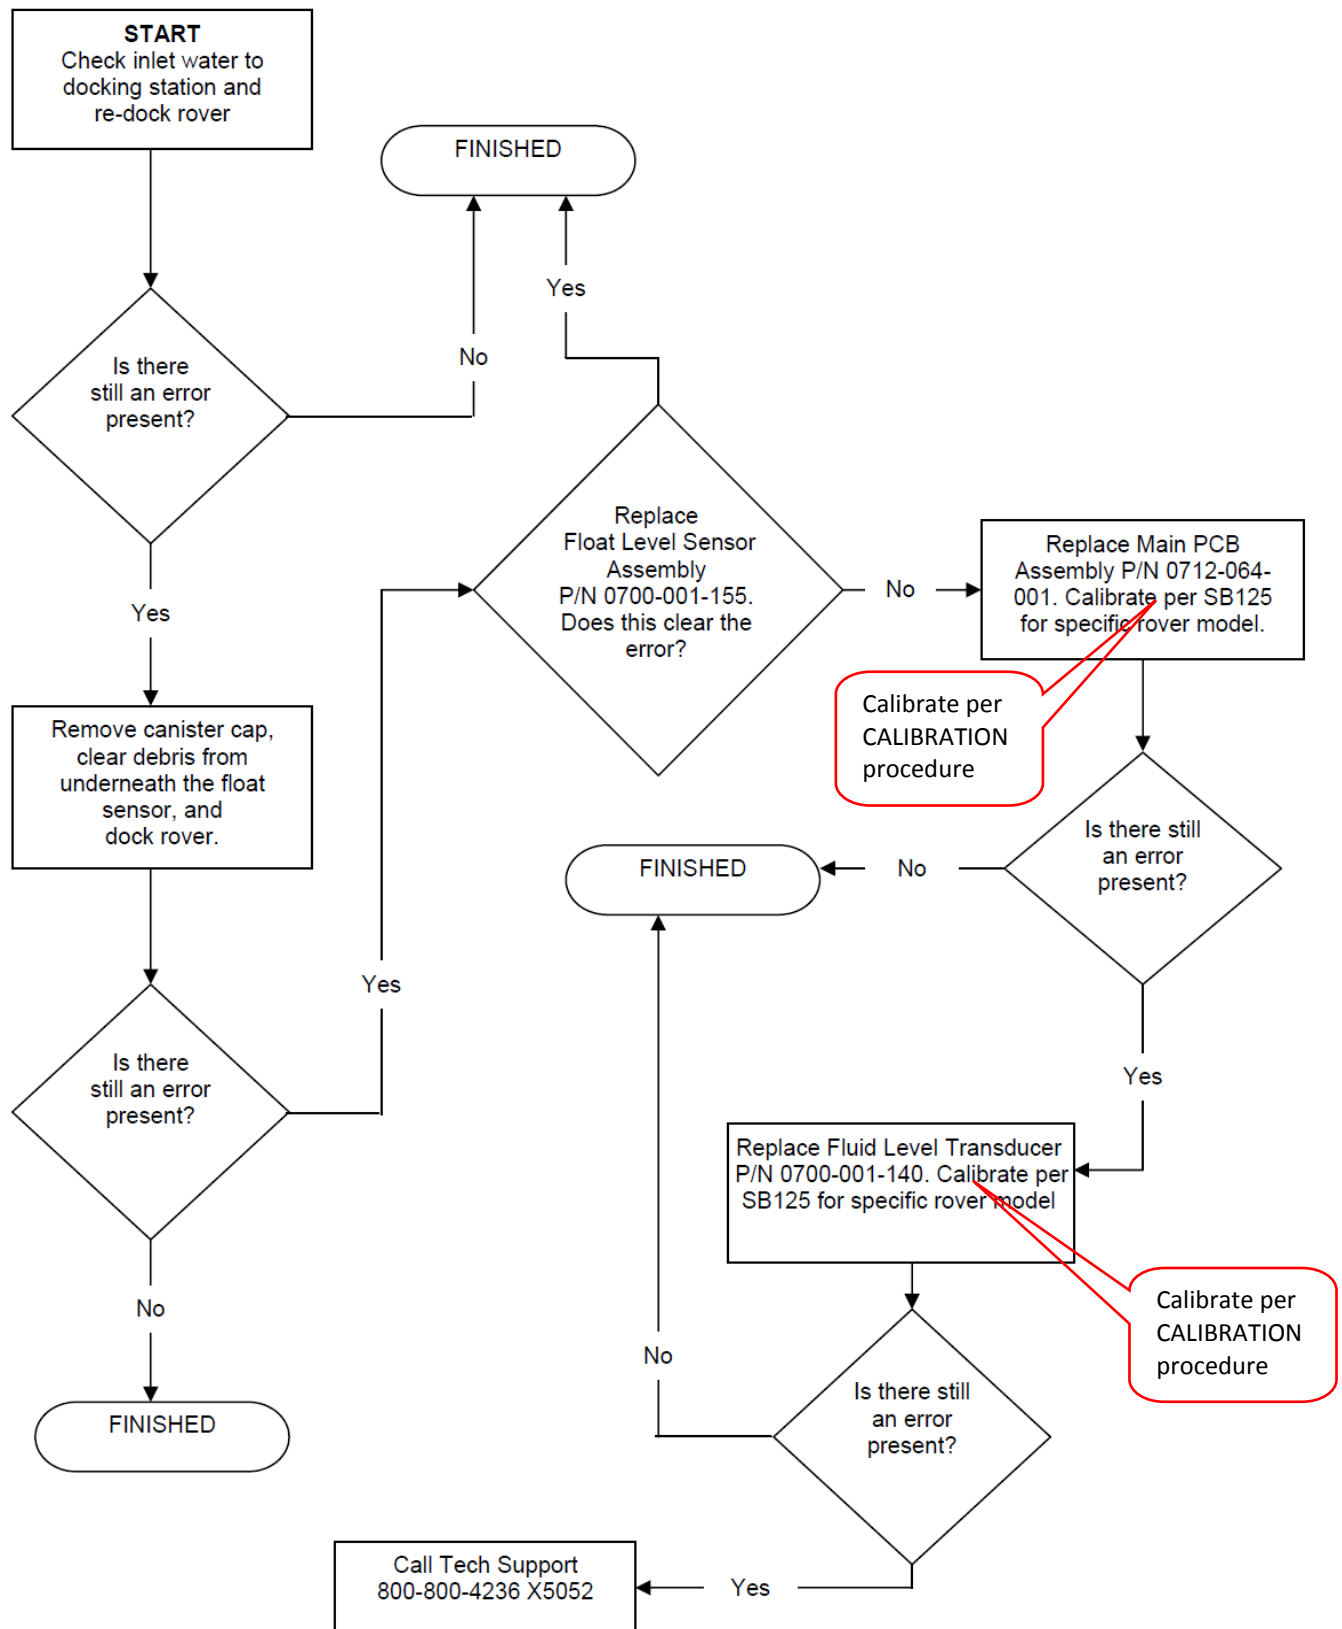 START
Check inlet water to
docking station and
re-dock rover
FINISHED
Yes
No
Is there
still an error
present?
Replace
Float Level Sensor
Assembly
P/N 0700-001-155.
Does this clear the
error?
No
Replace Main PCB
Assembly P/N 0712-064-
001. Calibrate per SB125
for specific rover model.
Yes
Calibrate per
CALIBRATION
procedure
Remove canister cap,
clear debris from
underneath the float
sensor, and
dock rover.
Is there still
an error
present?
No
FINISHED
Yes
Is there
still an error
present?
Yes
Replace Fluid Level Transducer
P/N 0700-001-140. Calibrate per
SB125 for specific rover model
Calibrate per
CALIBRATION
procedure
No
No
Is there still
an error
present?
FINISHED
Call Tech Support
800-800-4236 X5052
Yes